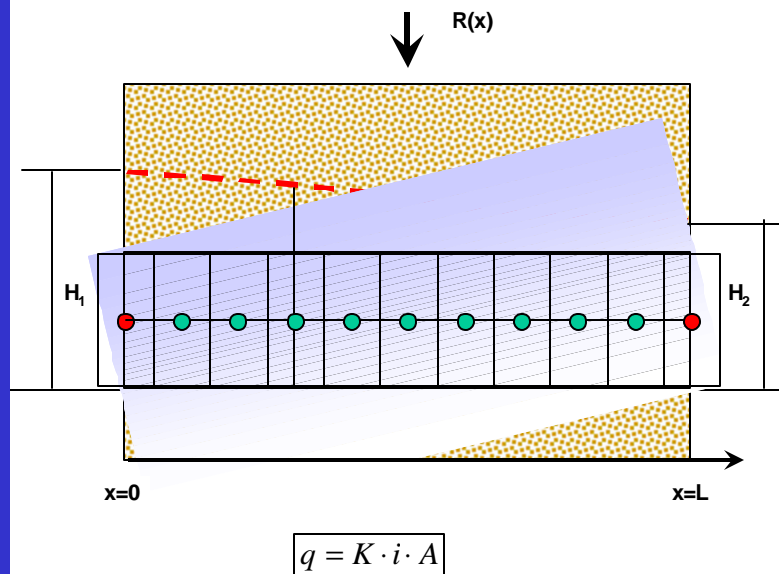 R(x)
H₁
H₂
x=0
x=L
q = K · i · A